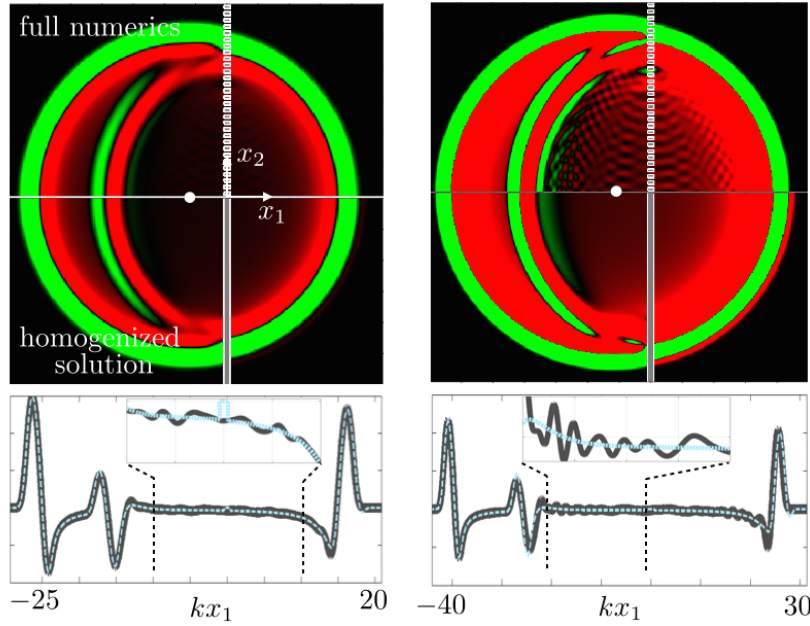 full numerics
x₂
x₁
homogenized
solution
−25
kx₁
20
−40
kx₁
30